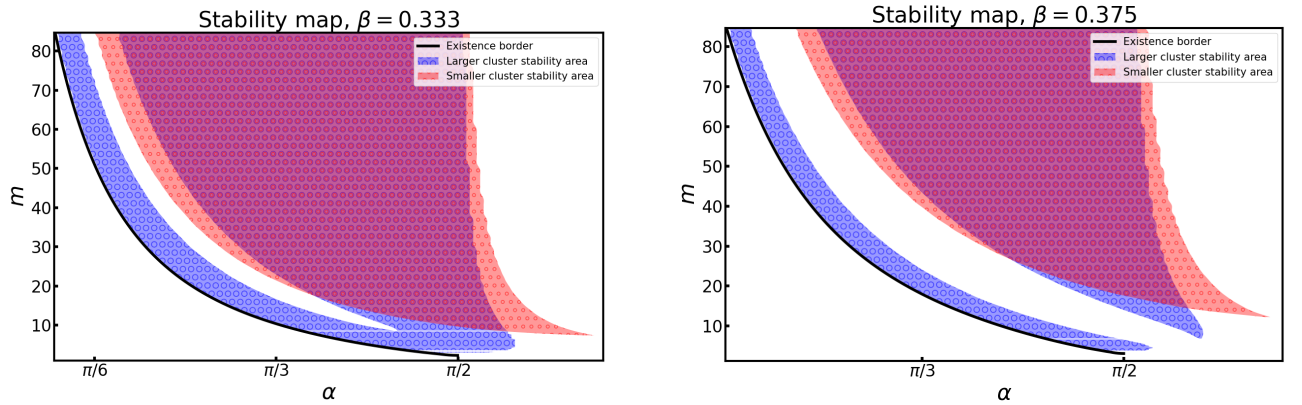 Stability map, β = 0.333
Existence border
Larger cluster stability area
Smaller cluster stability area
80
70
60
50
40
30
20
10
m
π/6
π/3
π/2
α
Stability map, β = 0.375
Existence border
Larger cluster stability area
Smaller cluster stability area
80
70
60
50
40
30
20
10
m
π/3
π/2
α